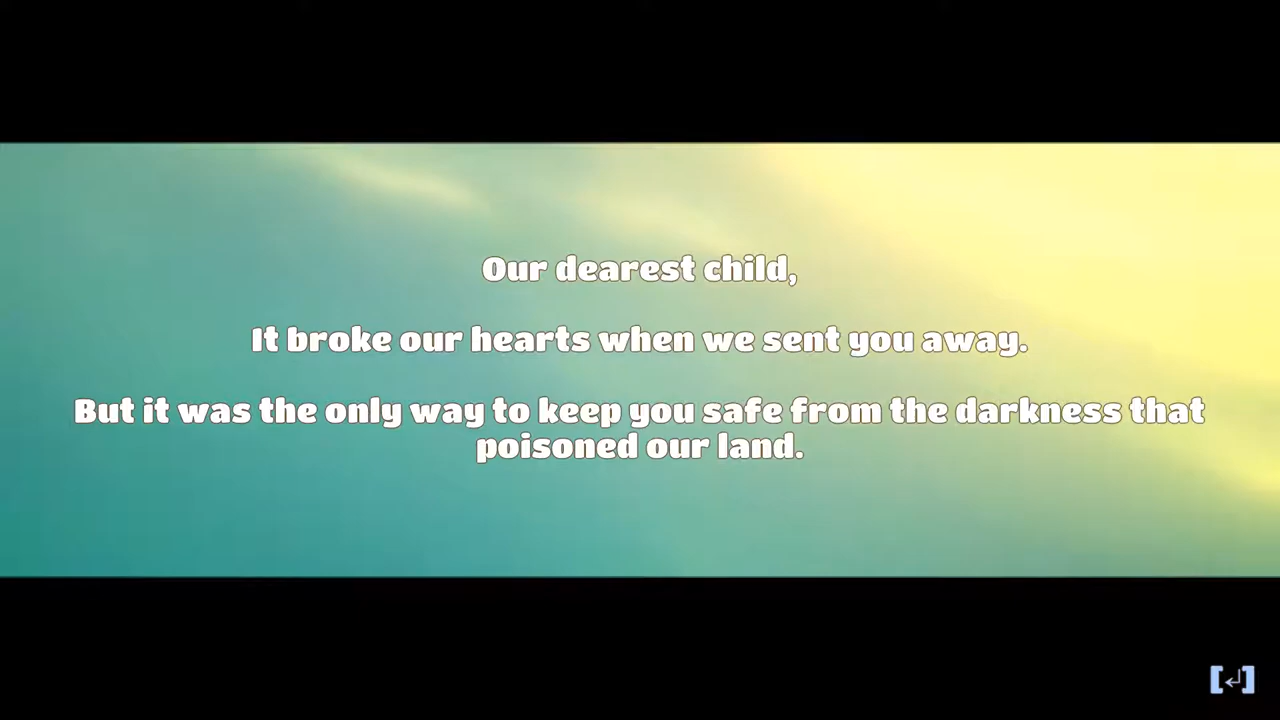 Our dearest child,
It broke our hearts when we sent you away.
But it was the only way to keep you safe from the darkness that
poisoned our land.
[↵]